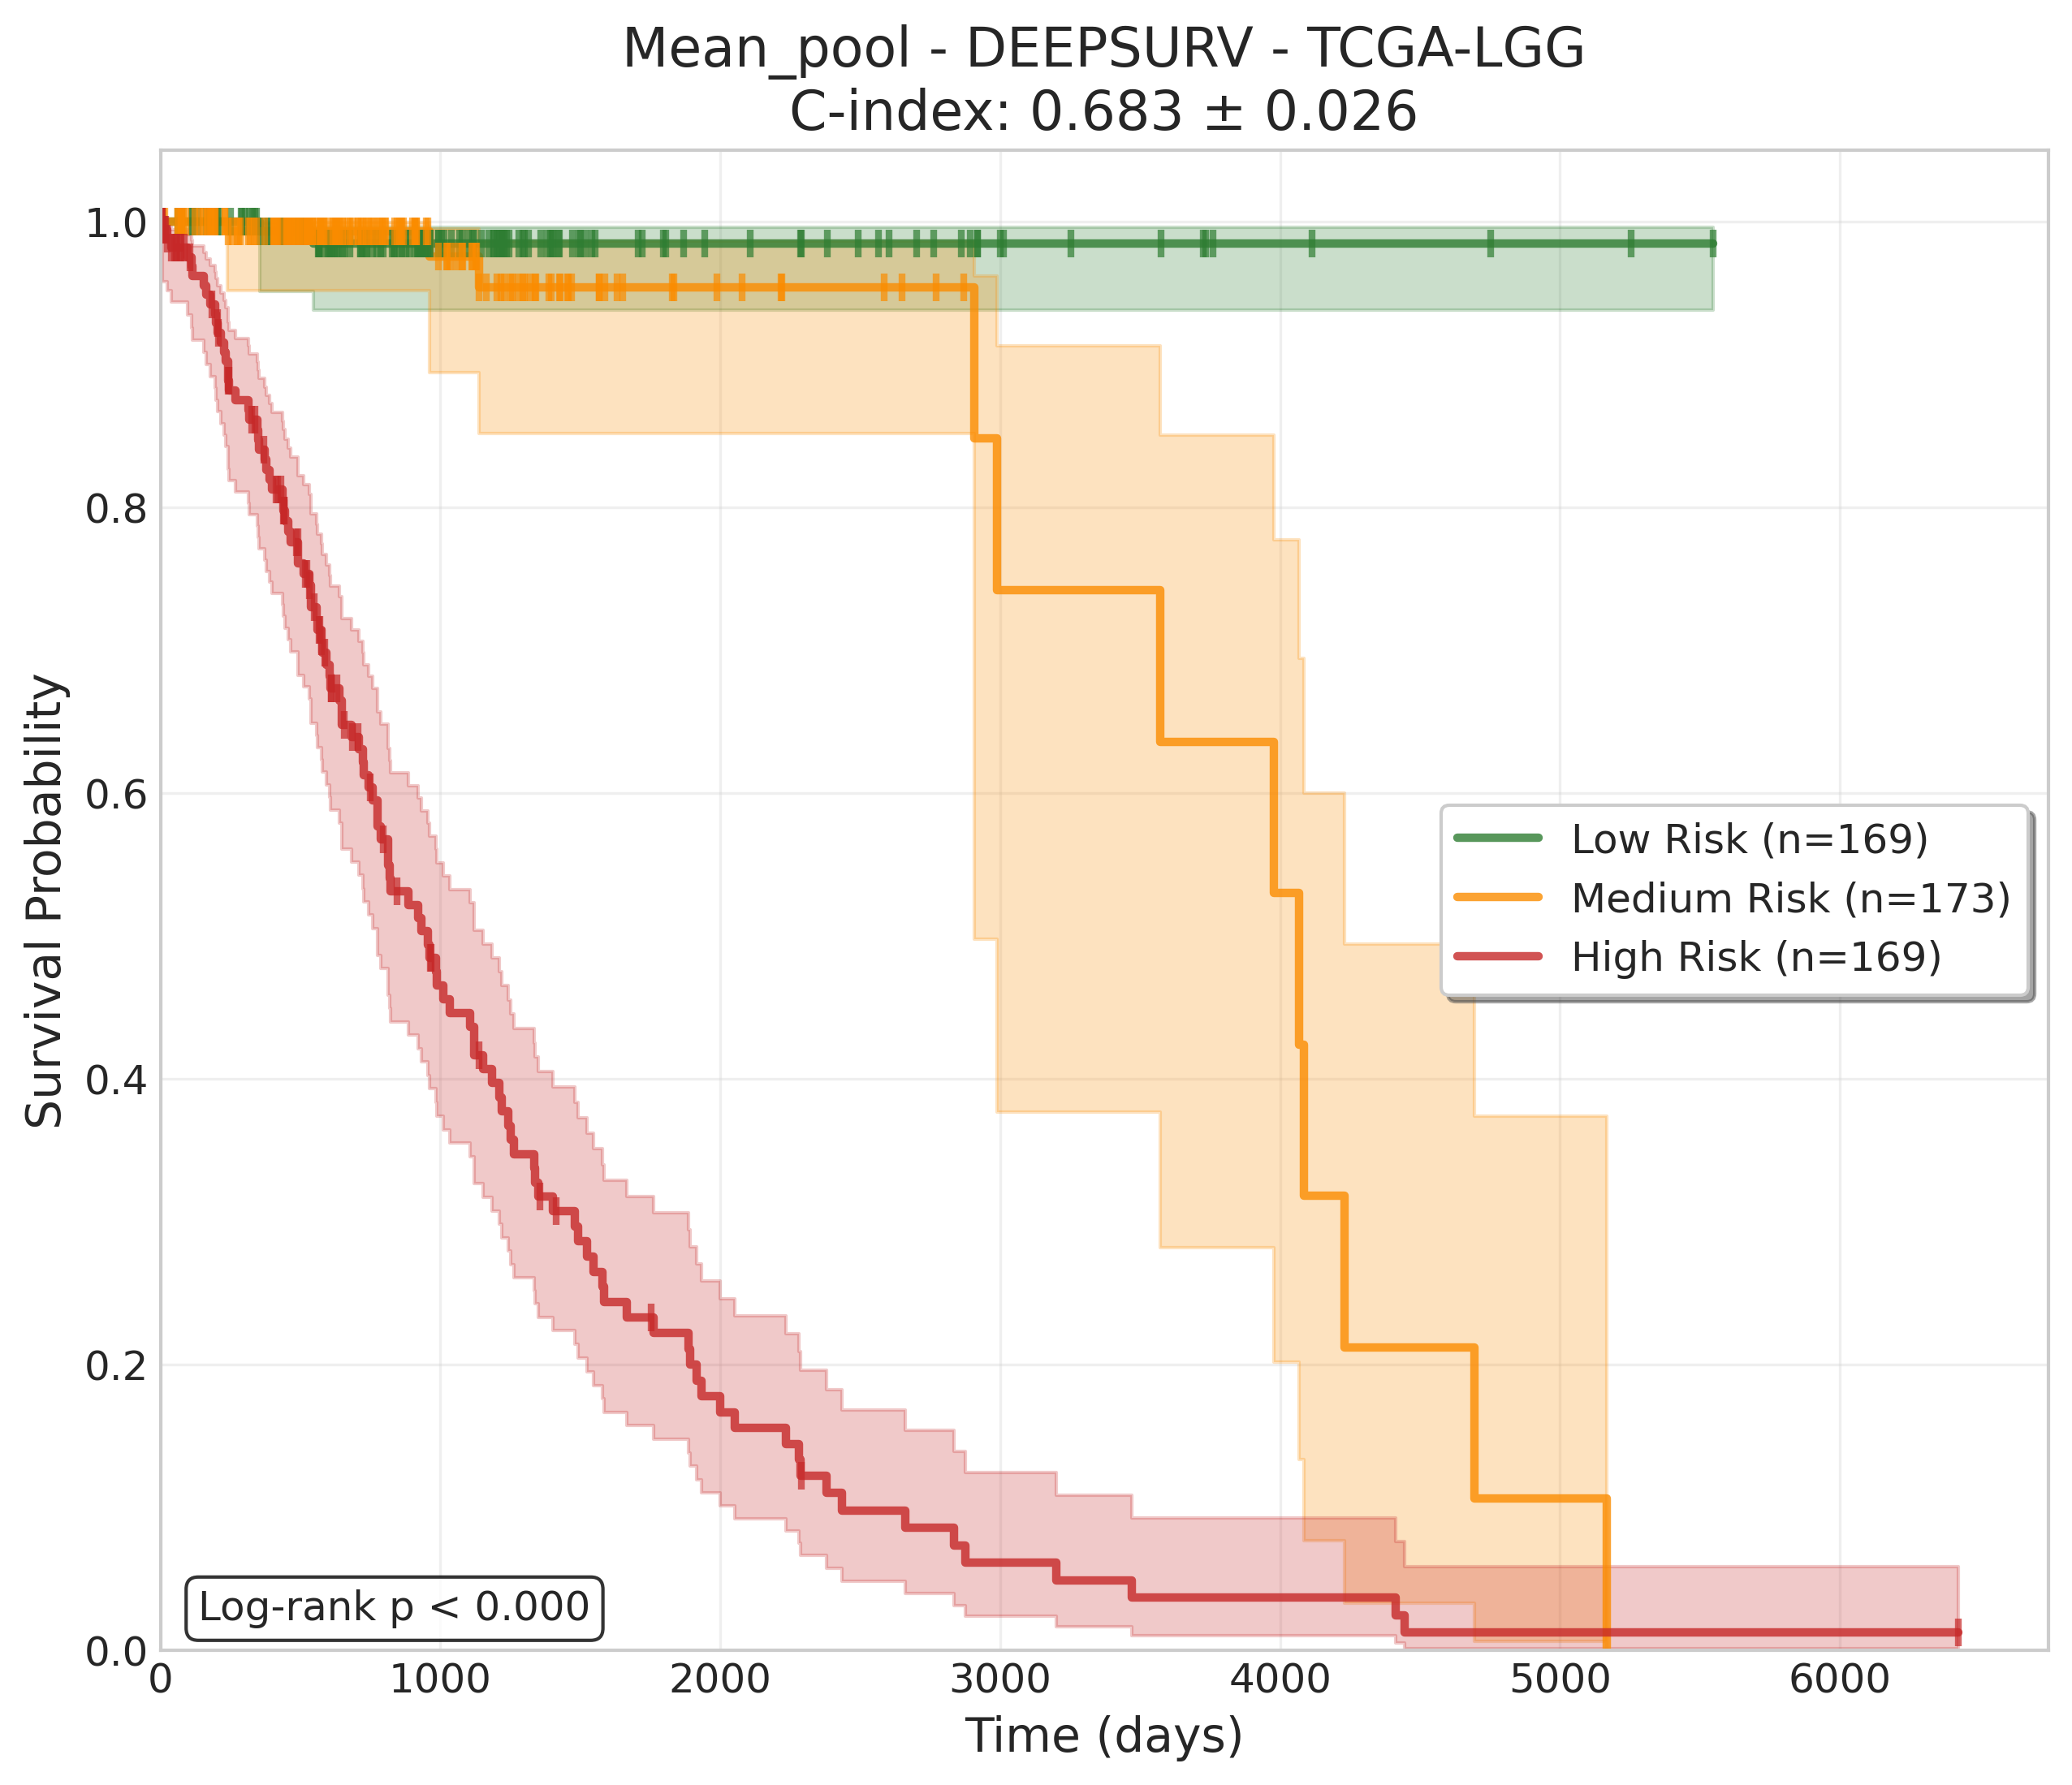 Mean_pool - DEEPSURV - TCGA-LGG
C-index: 0.683 ± 0.026
Survival Probability
1.0
0.8
0.6
0.4
0.2
0.0
Low Risk (n=169)
Medium Risk (n=173)
High Risk (n=169)
Log-rank p < 0.000
0 1000 2000 3000 4000 5000 6000
Time (days)